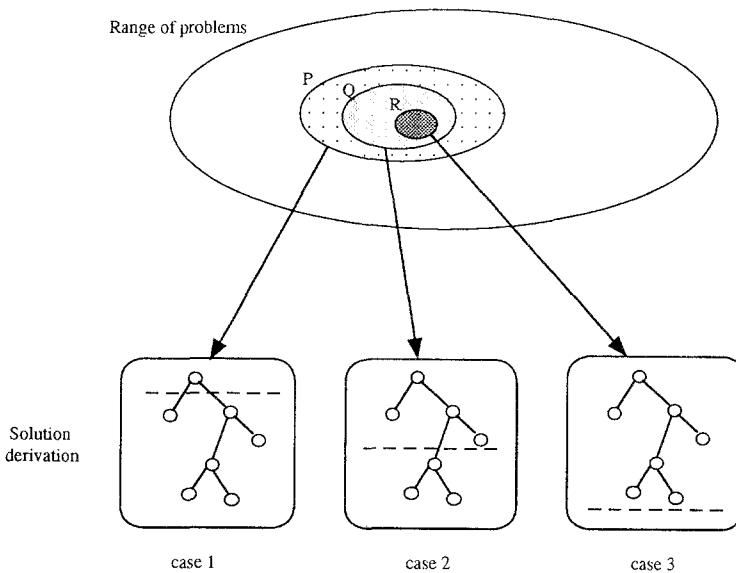 Range of problems
P
Q
R
Solution
derivation
case 1
case 2
case 3